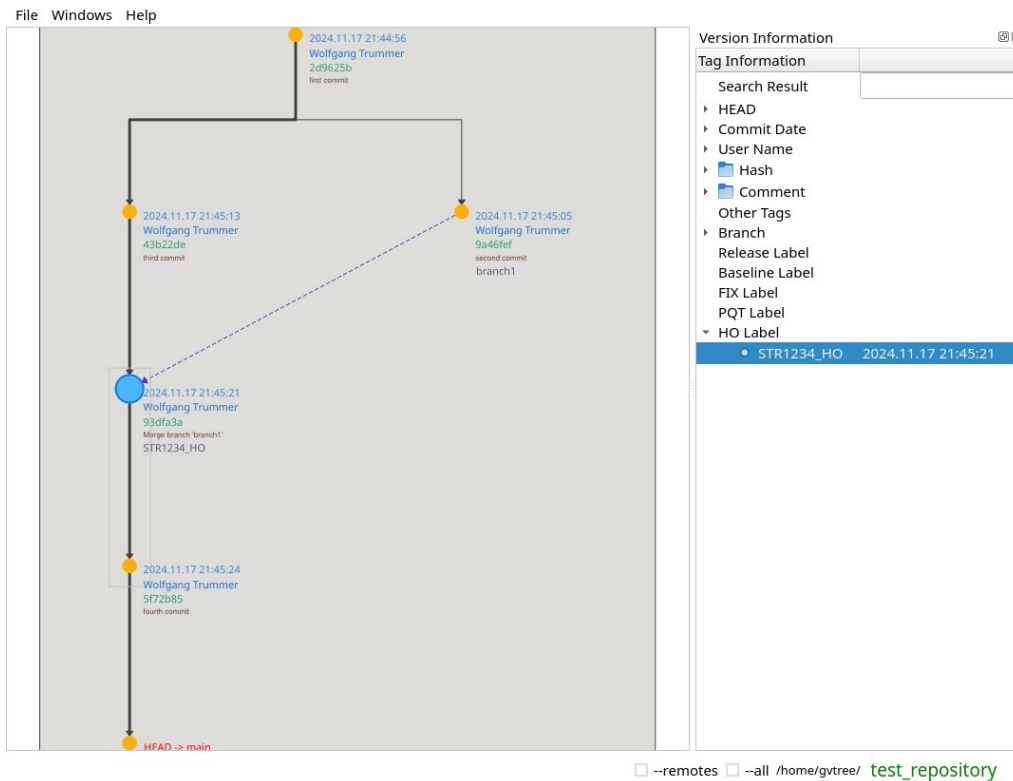 File Windows Help
2024.11.17 21:44:56
Wolfgang Trummer
2d9625b
first commit
2024.11.17 21:45:13
Wolfgang Trummer
43b22de
third commit
2024.11.17 21:45:05
Wolfgang Trummer
9a46fef
second commit
branch1
2024.11.17 21:45:21
Wolfgang Trummer
93dfa3a
Merge branch 'branch1'
STR1234_HO
2024.11.17 21:45:24
Wolfgang Trummer
5f72b85
fourth commit
HEAD -> main
Version Information
Tag Information
Search Result
HEAD
Commit Date
User Name
Hash
Comment
Other Tags
Branch
Release Label
Baseline Label
FIX Label
PQT Label
HO Label
STR1234_HO 2024.11.17 21:45:21
--remotes --all /home/gvtree/ test_repository